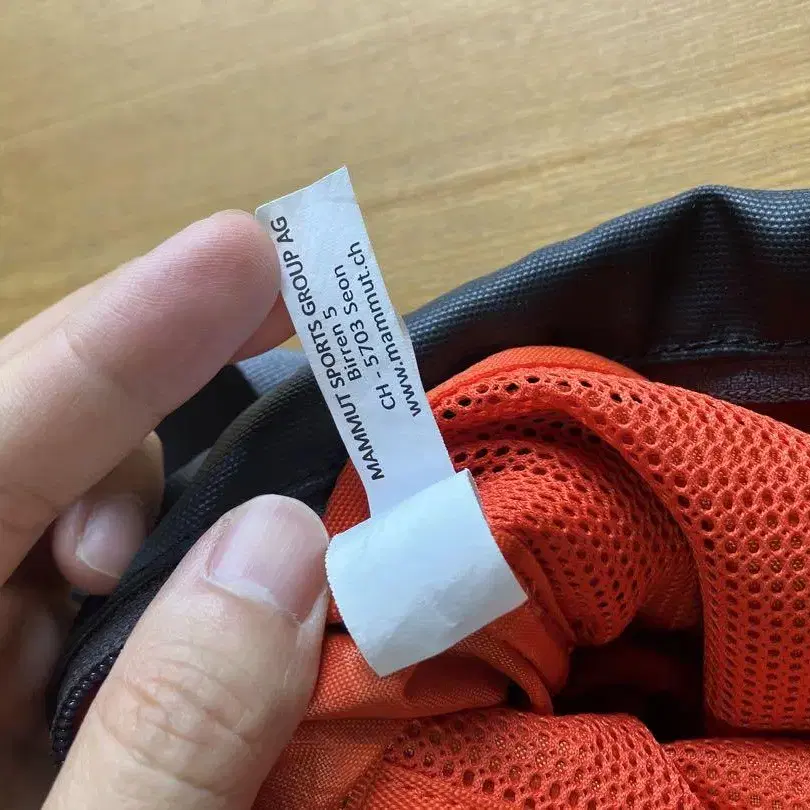 MAMMUT SPORTS GROUP AG
Birren 5
CH - 5703 Seon
www.mammut.ch